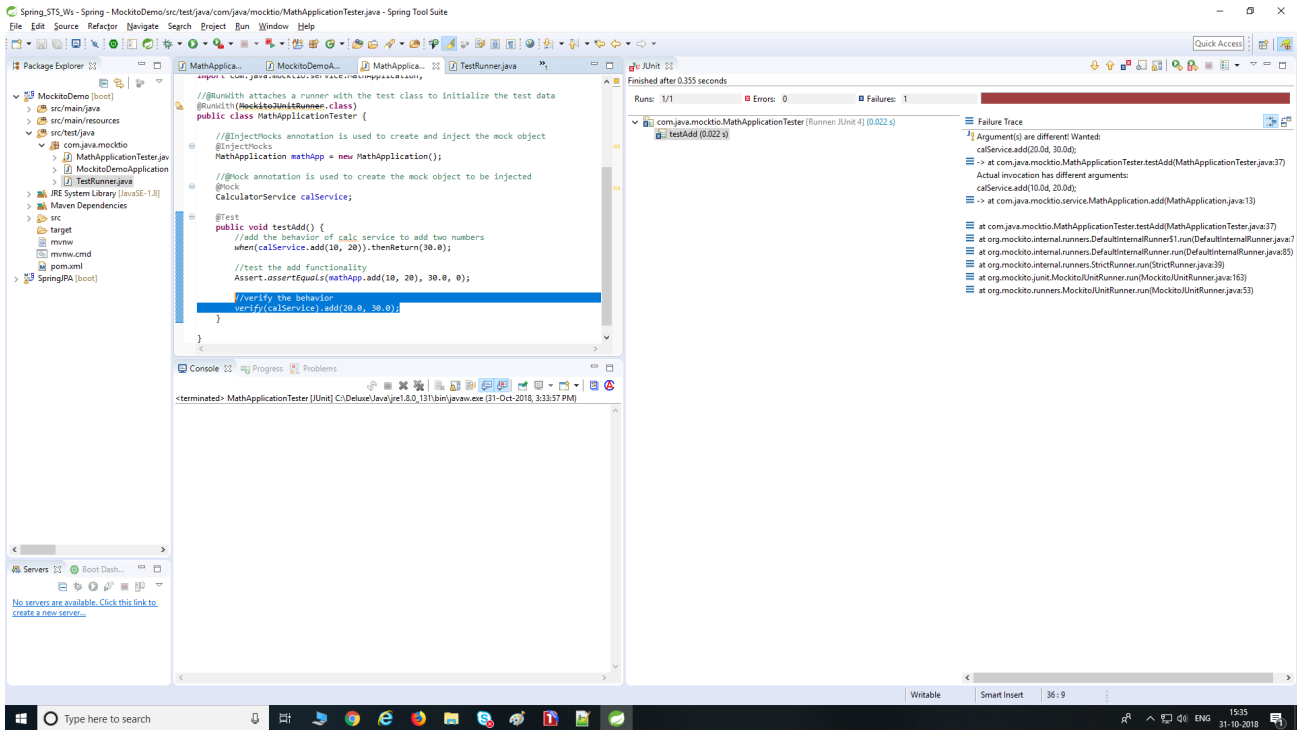 Spring_STS_Ws - Spring - MockitoDemo/src/test/java/com/java/mocktio/MathApplicationTester.java - Spring Tool Suite
File Edit Source Refactor Navigate Search Project Run Window Help
Quick Access
Package Explorer
MockitoDemo [boot]
src/main/java
src/main/resources
src/test/java
com.java.mocktio
MathApplicationTester.jav
MockitoDemoApplication
TestRunner.java
JRE System Library [JavaSE-1.8]
Maven Dependencies
src
target
mvnw
mvnw.cmd
pom.xml
SpringJPA [boot]
Servers Boot Dash...
No servers are available. Click this link to
create a new server...
MathApplica... MockitoDemoA... MathApplica... TestRunner.java
import com.java.mocktio.service.MathApplication;
//@RunWith attaches a runner with the test class to initialize the test data
@RunWith(MockitoJUnitRunner.class)
public class MathApplicationTester {
//@InjectMocks annotation is used to create and inject the mock object
@InjectMocks
MathApplication mathApp = new MathApplication();
//@Mock annotation is used to create the mock object to be injected
@Mock
CalculatorService calService;
@Test
public void testAdd() {
//add the behavior of calc service to add two numbers
when(calService.add(10, 20)).thenReturn(30.0);
//test the add functionality
Assert.assertEquals(mathApp.add(10, 20), 30.0, 0);
//verify the behavior
verify(calService).add(20.0, 30.0);
}
}
Console Progress Problems
<terminated> MathApplicationTester [JUnit] C:\Deluxe\Java\jre1.8.0_131\bin\javaw.exe (31-Oct-2018, 3:33:57 PM)
JUnit
Finished after 0.355 seconds
Runs: 1/1 Errors: 0 Failures: 1
com.java.mocktio.MathApplicationTester [Runner: JUnit 4] (0.022 s)
testAdd (0.022 s)
Failure Trace
Argument(s) are different! Wanted:
calService.add(20.0d, 30.0d);
-> at com.java.mocktio.MathApplicationTester.testAdd(MathApplicationTester.java:37)
Actual invocation has different arguments:
calService.add(10.0d, 20.0d);
-> at com.java.mocktio.service.MathApplication.add(MathApplication.java:13)
at com.java.mocktio.MathApplicationTester.testAdd(MathApplicationTester.java:37)
at org.mockito.internal.runners.DefaultInternalRunner$1.run(DefaultInternalRunner.java:7
at org.mockito.internal.runners.DefaultInternalRunner.run(DefaultInternalRunner.java:85)
at org.mockito.internal.runners.StrictRunner.run(StrictRunner.java:39)
at org.mockito.junit.MockitoJUnitRunner.run(MockitoJUnitRunner.java:163)
at org.mockito.runners.MockitoJUnitRunner.run(MockitoJUnitRunner.java:53)
Writable Smart Insert 36 : 9
Type here to search
ENG
15:35
31-10-2018